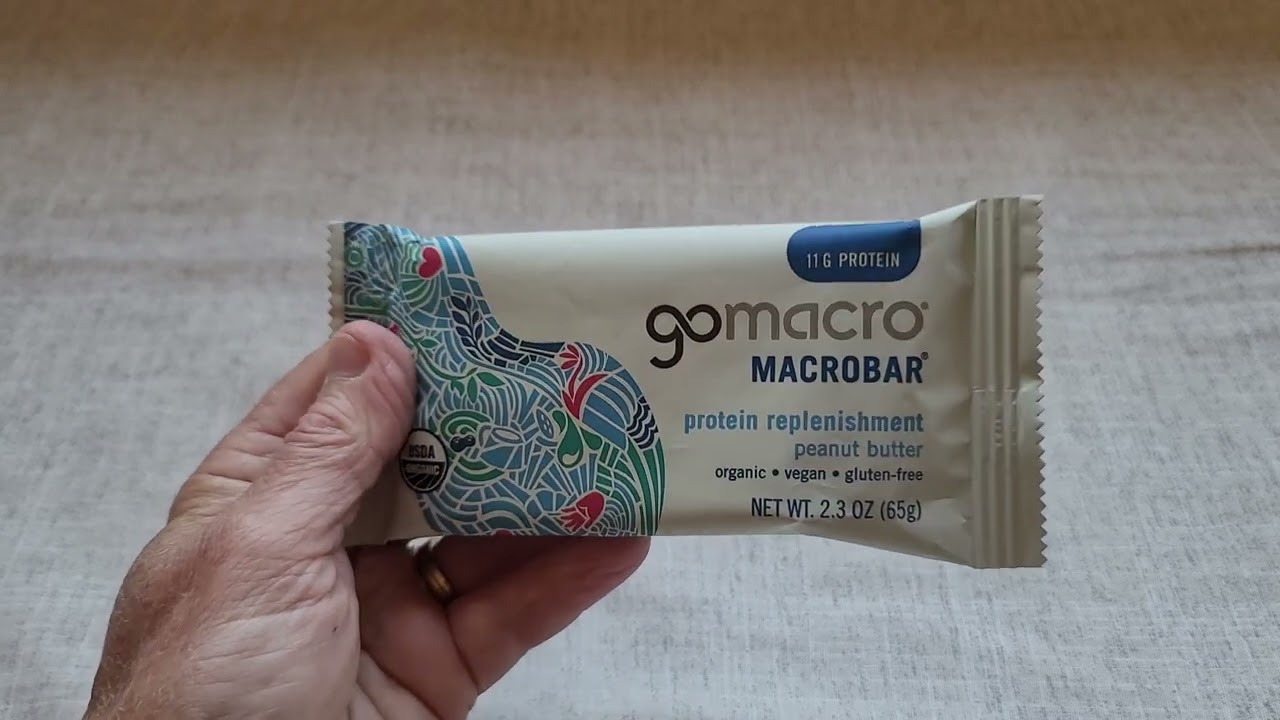 11G PROTEIN
gomacro
MACROBAR®
protein replenishment
peanut butter
organic • vegan • gluten-free
NET WT. 2.3 OZ (65g)
USDA
ORGANIC